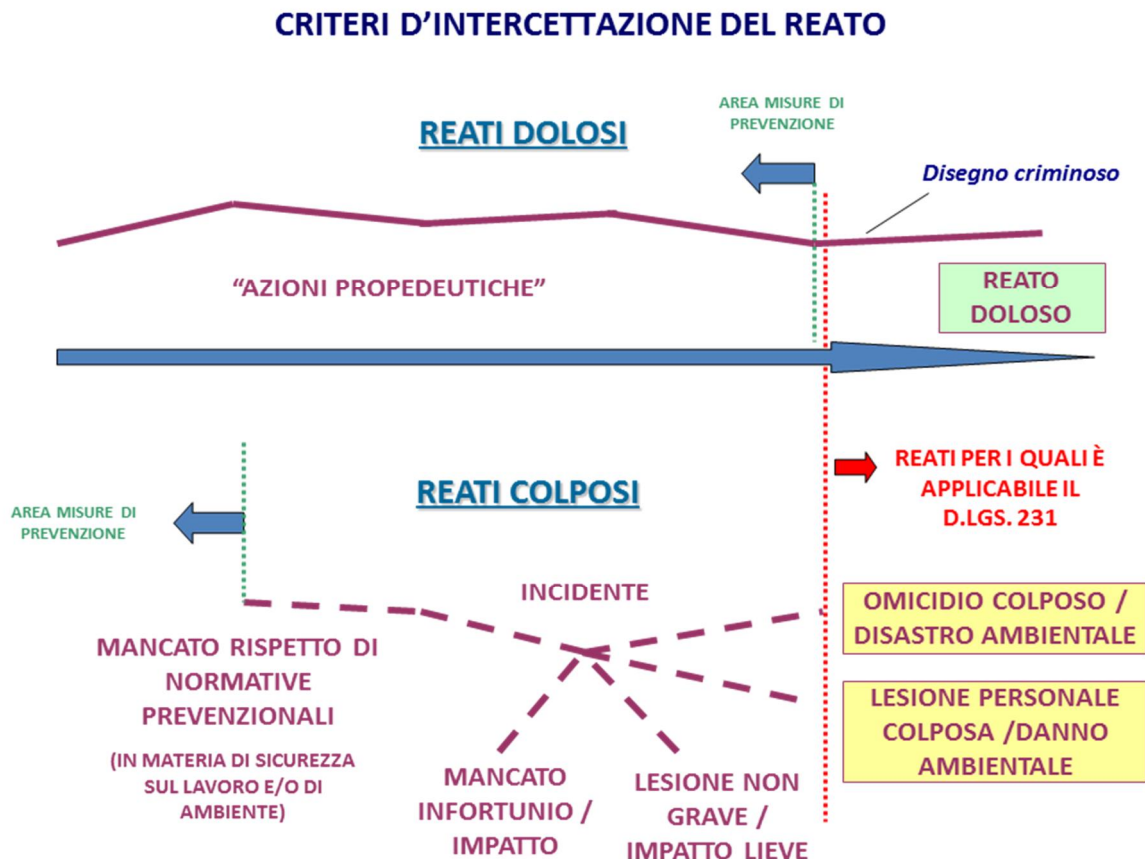 CRITERI D'INTERCETTAZIONE DEL REATO
AREA MISURE DI
PREVENZIONE
REATI DOLOSI
Disegno criminoso
"AZIONI PROPEDEUTICHE"
REATO
DOLOSO
REATI COLPOSI
REATI PER I QUALI È
APPLICABILE IL
D.LGS. 231
AREA MISURE DI
PREVENZIONE
INCIDENTE
OMICIDIO COLPOSO /
DISASTRO AMBIENTALE
MANCATO RISPETTO DI
NORMATIVE
PREVENZIONALI
(IN MATERIA DI SICUREZZA
SUL LAVORO E/O DI
AMBIENTE)
LESIONE PERSONALE
COLPOSA /DANNO
AMBIENTALE
MANCATO
INFORTUNIO /
IMPATTO
LESIONE NON
GRAVE /
IMPATTO LIEVE